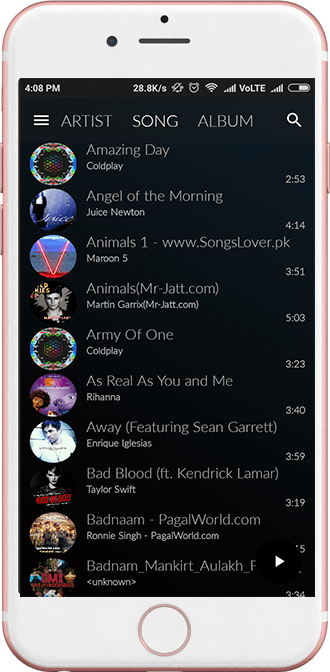 4:08 PM 28.8K/s VoLTE
ARTIST SONG ALBUM
Amazing Day
Coldplay
2:53
Angel of the Morning
Juice Newton
4:14
Animals 1 - www.SongsLover.pk
Maroon 5
3:51
Animals(Mr-Jatt.com)
Martin Garrix(Mr-Jatt.com)
5:03
Army Of One
Coldplay
3:23
As Real As You and Me
Rihanna
3:40
Away (Featuring Sean Garrett)
Enrique Iglesias
3:59
Bad Blood (ft. Kendrick Lamar)
Taylor Swift
3:19
Badnaam - PagalWorld.com
Ronnie Singh - PagalWorld.com
Badnam_Mankirt_Aulakh_F
<unknown>
3:34